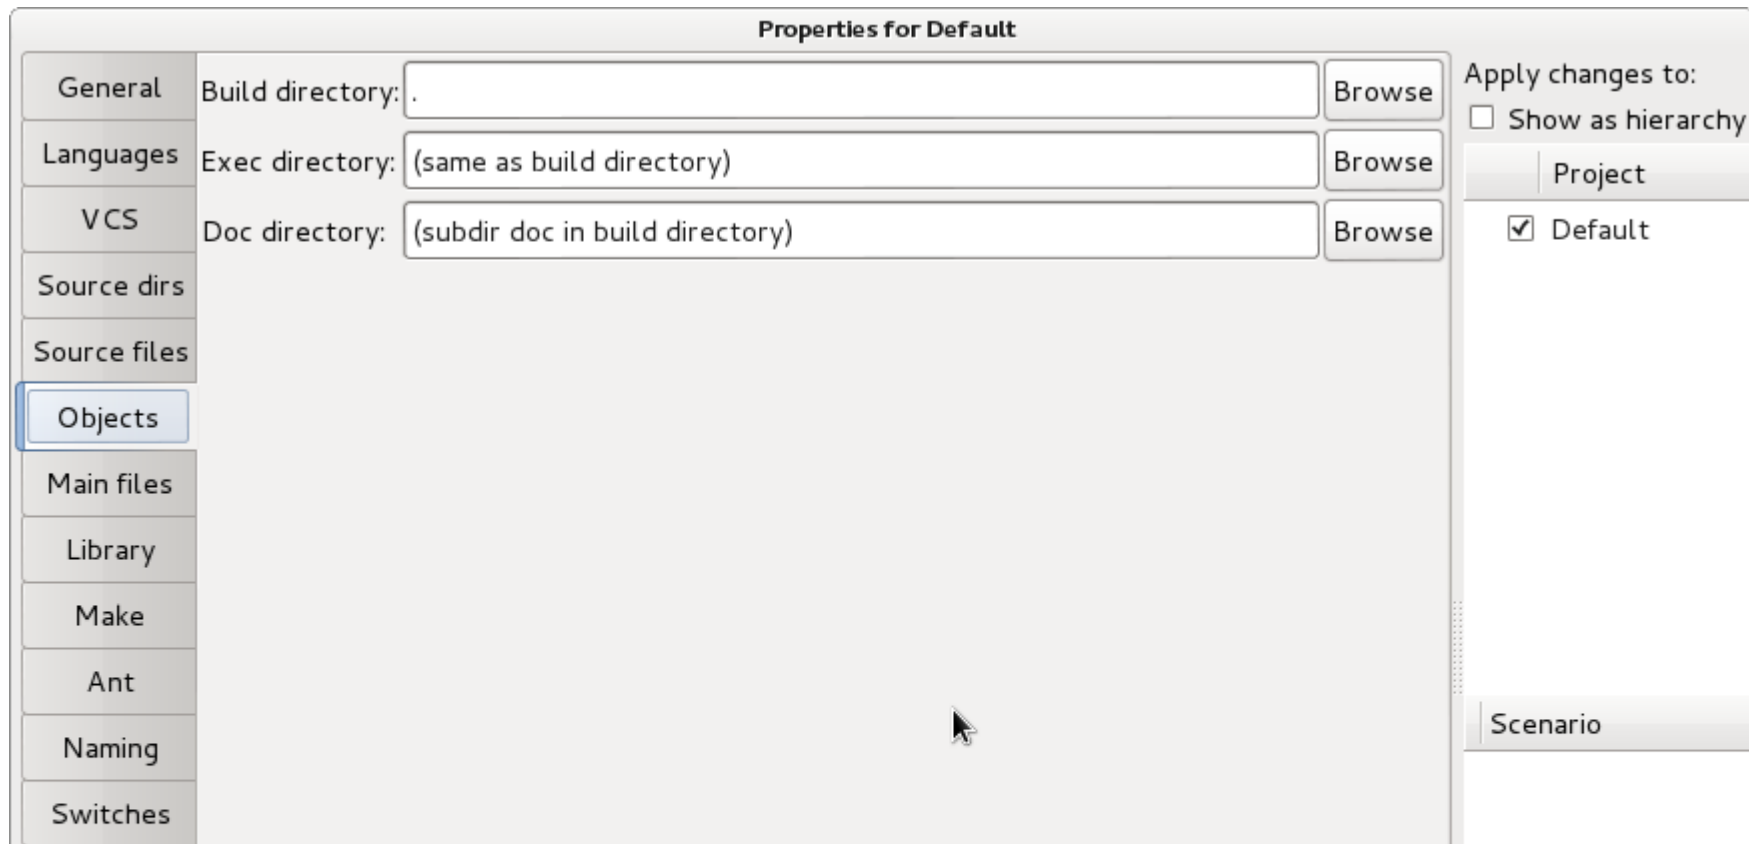 Properties for Default
General
Languages
VCS
Source dirs
Source files
Objects
Main files
Library
Make
Ant
Naming
Switches
Build directory: . Browse
Exec directory: (same as build directory) Browse
Doc directory: (subdir doc in build directory) Browse
Apply changes to:
Show as hierarchy
Project
Default
Scenario